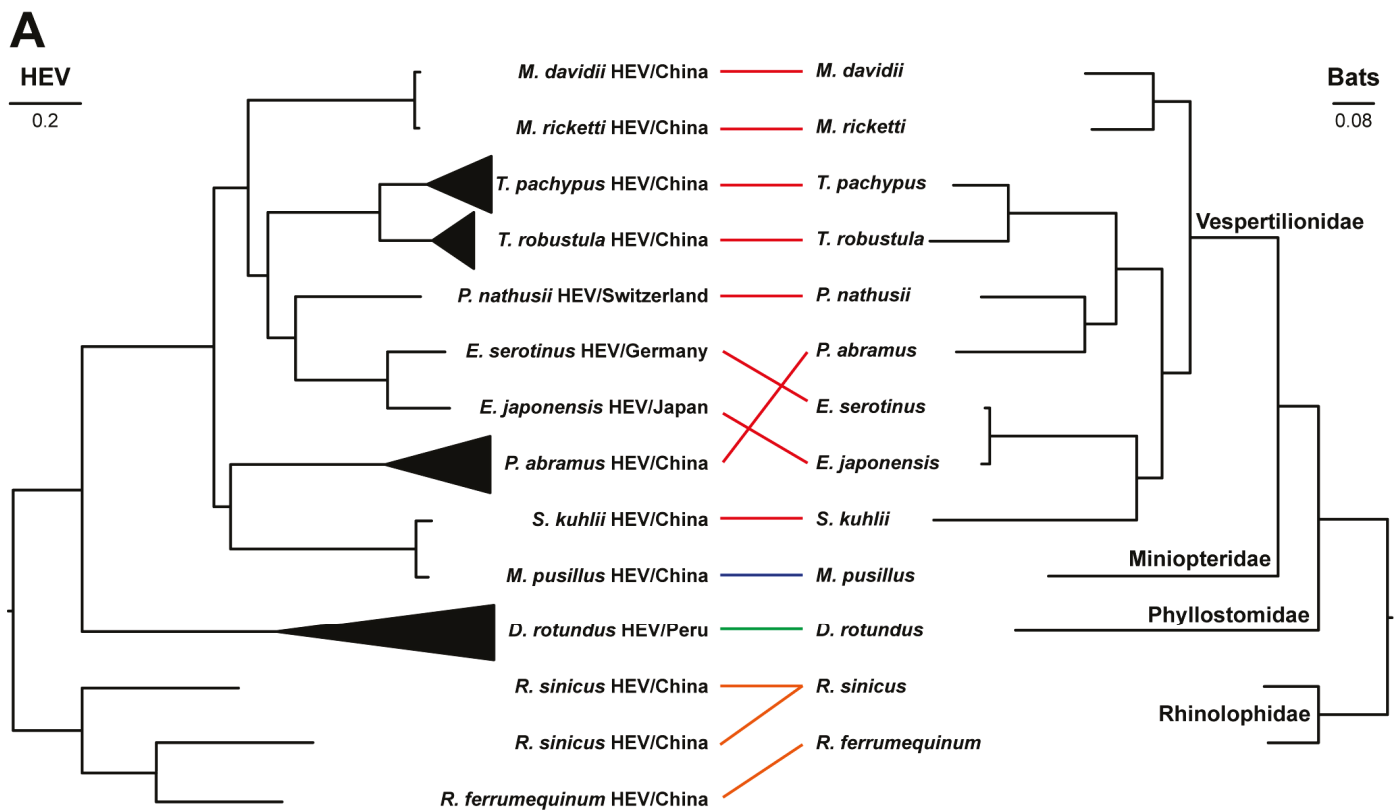 A
HEV
0.2
Bats
0.08
M. davidii HEV/China
M. davidii
M. ricketti HEV/China
M. ricketti
T. pachypus HEV/China
T. pachypus
Vespertilionidae
T. robustula HEV/China
T. robustula
P. nathusii HEV/Switzerland
P. nathusii
E. serotinus HEV/Germany
P. abramus
E. japonensis HEV/Japan
E. serotinus
P. abramus HEV/China
E. japonensis
S. kuhlii HEV/China
S. kuhlii
Miniopteridae
M. pusillus HEV/China
M. pusillus
Phyllostomidae
D. rotundus HEV/Peru
D. rotundus
R. sinicus HEV/China
R. sinicus
Rhinolophidae
R. sinicus HEV/China
R. ferrumequinum
R. ferrumequinum HEV/China